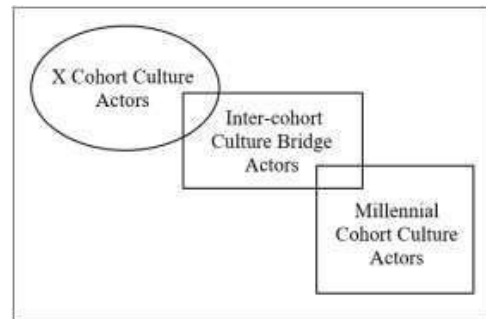 X Cohort Culture
Actors
Inter-cohort
Culture Bridge
Actors
Millennial
Cohort Culture
Actors